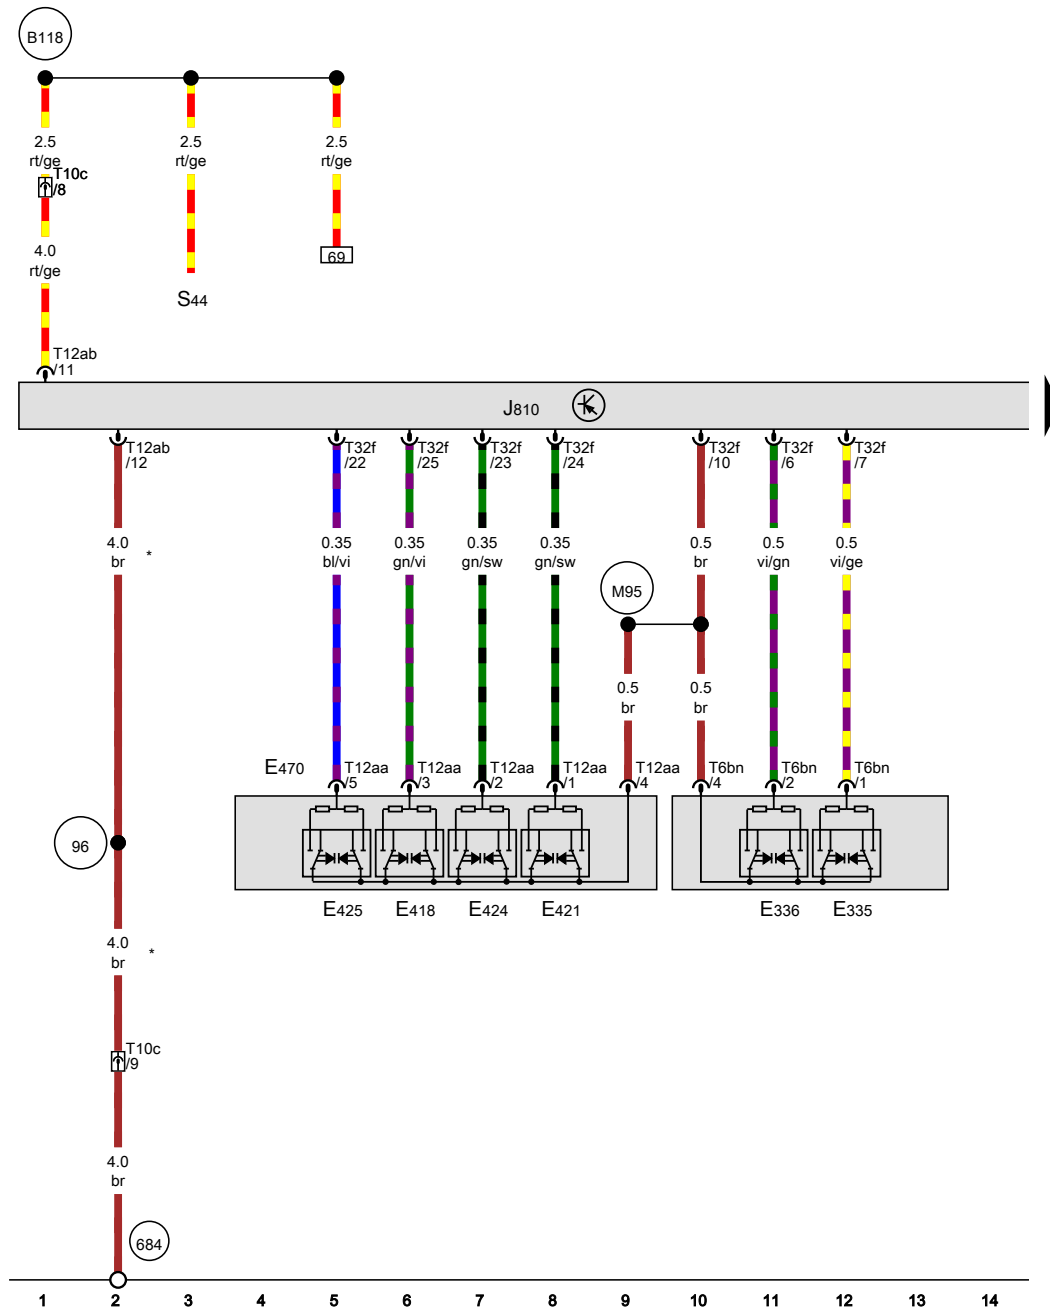 B118
2.5 2.5 2.5
rt/ge rt/ge rt/ge
T10c
/8
4.0
rt/ge
69
S44
T12ab
/11
J810
T12ab T32f T32f T32f T32f T32f T32f T32f
/12 /22 /25 /23 /24 /10 /6 /7
4.0 0.35 0.35 0.35 0.35 0.5 0.5 0.5
br * bl/vi gn/vi gn/sw gn/sw br vi/gn vi/ge
M95
0.5 0.5
br br
E470 T12aa T12aa T12aa T12aa T12aa T6bn T6bn T6bn
/5 /3 /2 /1 /4 /4 /2 /1
96
E425 E418 E424 E421 E336 E335
4.0
br *
T10c
/9
4.0
br
684
1 2 3 4 5 6 7 8 9 10 11 12 13 14